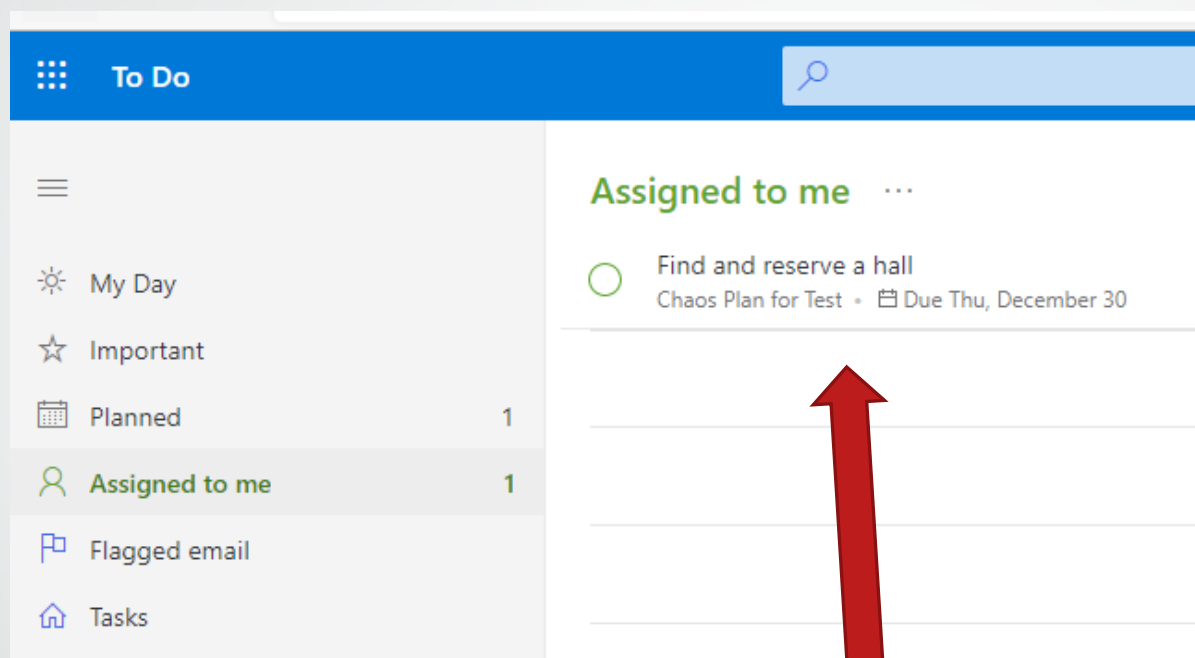 To Do
Assigned to me ...
Find and reserve a hall
Chaos Plan for Test • Due Thu, December 30
My Day
Important
Planned 1
Assigned to me 1
Flagged email
Tasks